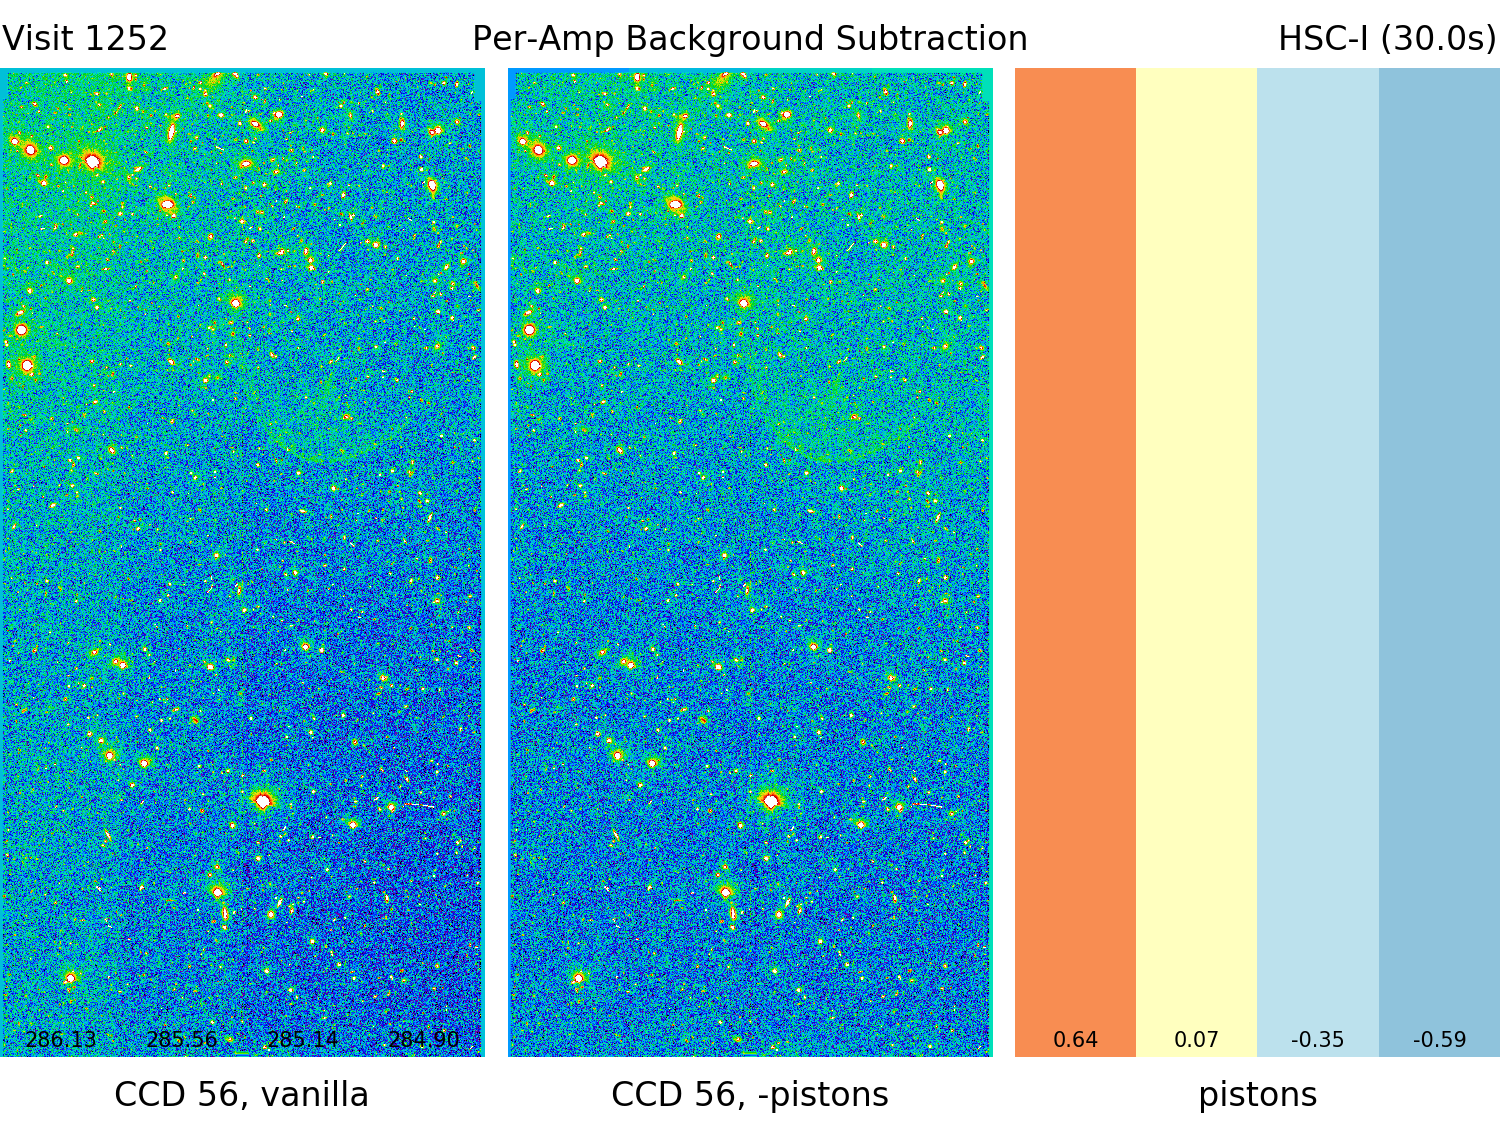 Visit 1252 Per-Amp Background Subtraction HSC-I (30.0s)
286.13 285.56 285.14 284.90 0.64 0.07 -0.35 -0.59
CCD 56, vanilla CCD 56, -pistons pistons